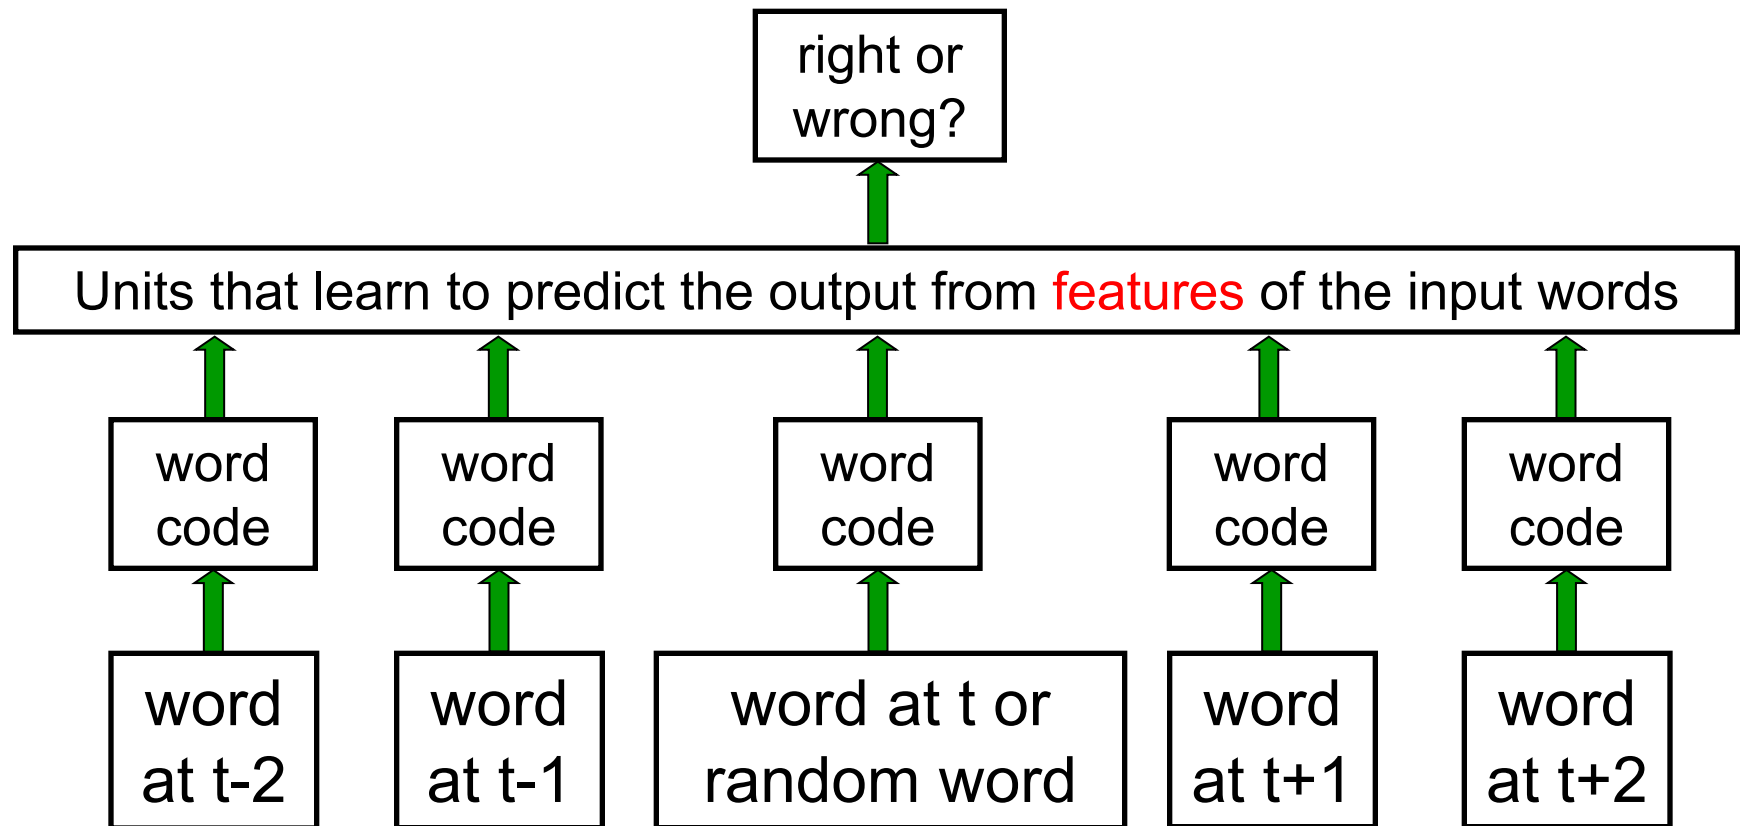 right or
wrong?
Units that learn to predict the output from features of the input words
word
code
word
code
word
code
word
code
word
code
word
at t-2
word
at t-1
word at t or
random word
word
at t+1
word
at t+2